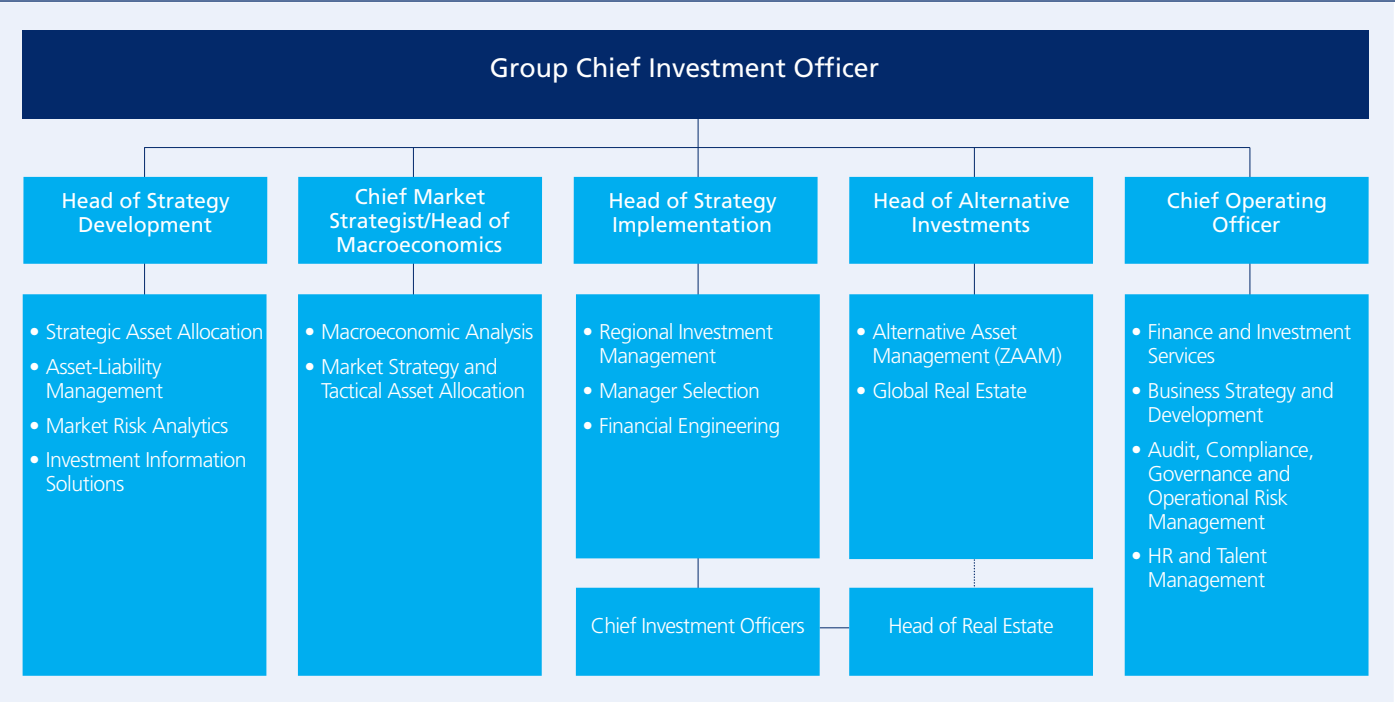 Group Chief Investment Officer
Head of Strategy
Development
Chief Market
Strategist/Head of
Macroeconomics
Head of Strategy
Implementation
Head of Alternative
Investments
Chief Operating
Officer
• Strategic Asset Allocation
• Asset-Liability
Management
• Market Risk Analytics
• Investment Information
Solutions
• Macroeconomic Analysis
• Market Strategy and
Tactical Asset Allocation
• Regional Investment
Management
• Manager Selection
• Financial Engineering
• Alternative Asset
Management (ZAAM)
• Global Real Estate
• Finance and Investment
Services
• Business Strategy and
Development
• Audit, Compliance,
Governance and
Operational Risk
Management
• HR and Talent
Management
Chief Investment Officers
Head of Real Estate